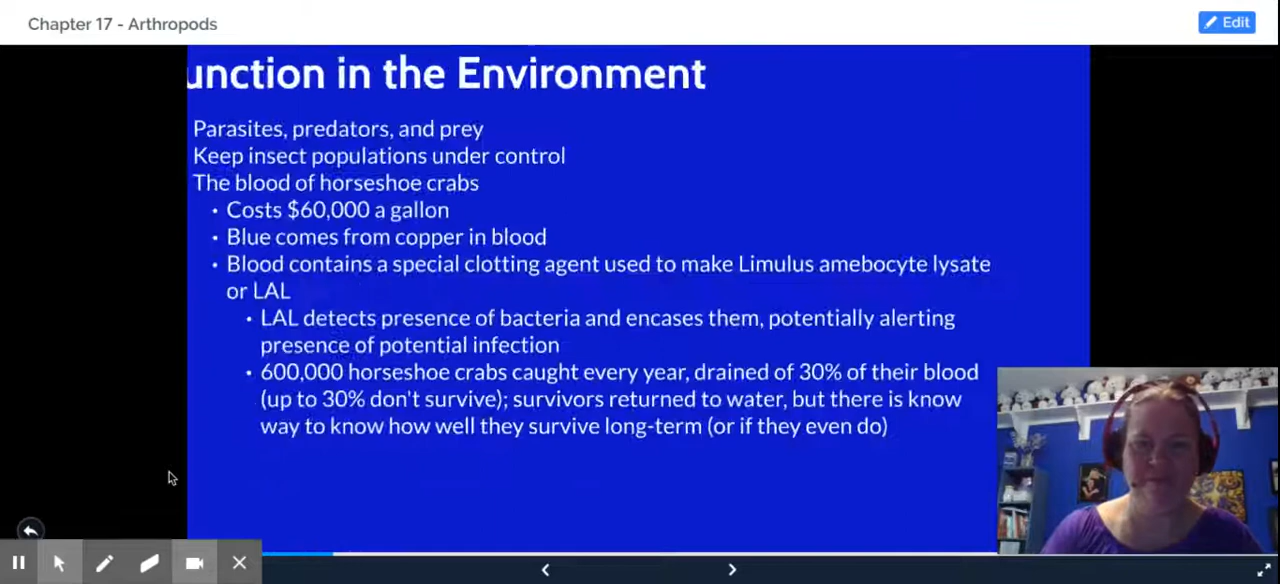 Chapter 17 - Arthropods
Edit
unction in the Environment
Parasites, predators, and prey
Keep insect populations under control
The blood of horseshoe crabs
• Costs $60,000 a gallon
• Blue comes from copper in blood
• Blood contains a special clotting agent used to make Limulus amebocyte lysate
or LAL
• LAL detects presence of bacteria and encases them, potentially alerting
presence of potential infection
• 600,000 horseshoe crabs caught every year, drained of 30% of their blood
(up to 30% don't survive); survivors returned to water, but there is know
way to know how well they survive long-term (or if they even do)